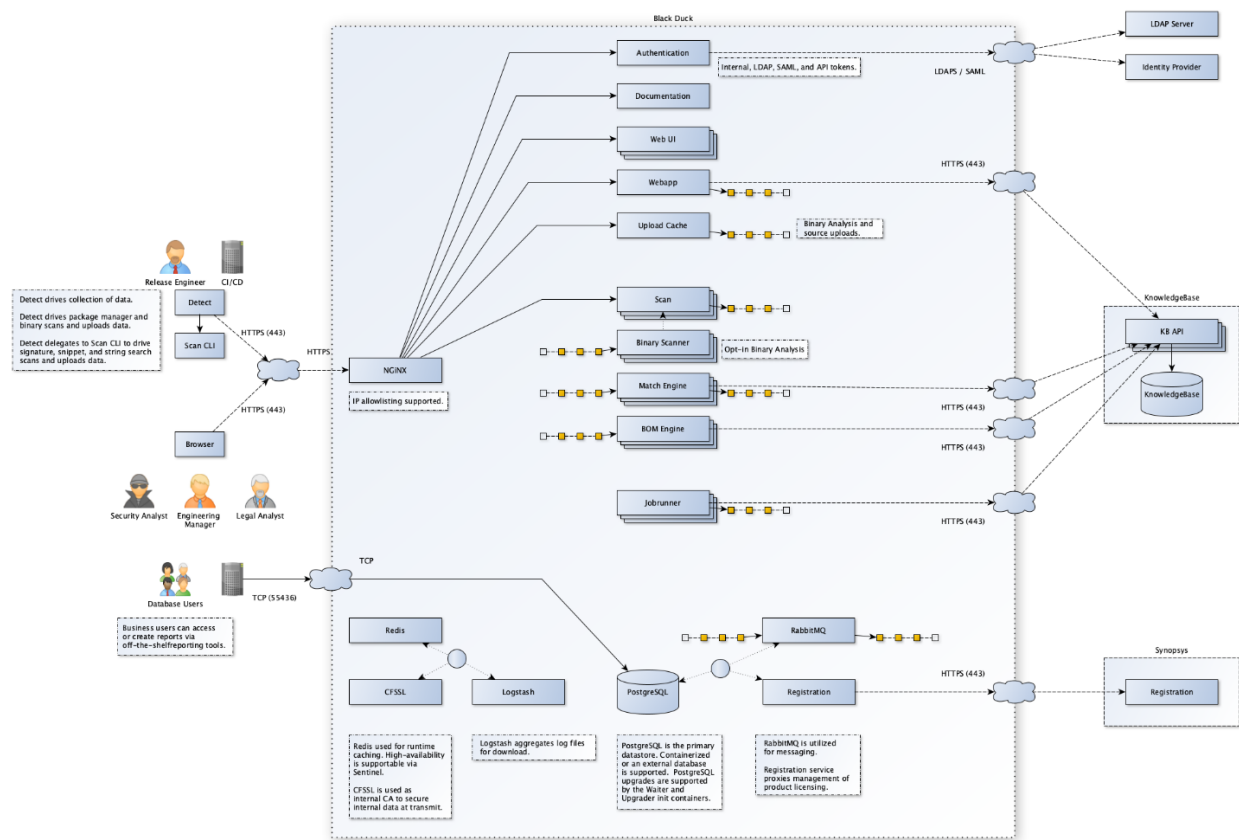 Black Duck
Authentication
Internal, LDAP, SAML, and API tokens.
LDAPS / SAML
LDAP Server
Identity Provider
Documentation
Web UI
Webapp
HTTPS (443)
Upload Cache
Binary Analysis and
source uploads.
Release Engineer
CI/CD
Detect drives collection of data.
Detect drives package manager and
binary scans and uploads data.
Detect delegates to Scan CLI to drive
signature, snippet, and string search
scans and uploads data.
Detect
Scan CLI
HTTPS (443)
HTTPS
HTTPS (443)
Browser
NGiNX
IP allowlisting supported.
Scan
Binary Scanner
Opt-in Binary Analysis
Match Engine
HTTPS (443)
BOM Engine
HTTPS (443)
Jobrunner
HTTPS (443)
KnowledgeBase
KB API
KnowledgeBase
Security Analyst
Engineering
Manager
Legal Analyst
Database Users
TCP (55436)
TCP
Business users can access
or create reports via
off-the-shelfreporting tools.
Redis
CFSSL
Logstash
PostgreSQL
RabbitMQ
Registration
HTTPS (443)
Synopsys
Registration
Redis used for runtime
caching. High-availability
is supportable via
Sentinel.
CFSSL is used as
internal CA to secure
internal data at transmit.
Logstash aggregates log files
for download.
PostgreSQL is the primary
datastore. Containerized
or an external database
is supported. PostgreSQL
upgrades are supported
by the Waiter and
Upgrader init containers.
RabbitMQ is utilized
for messaging.
Registration service
proxies management of
product licensing.